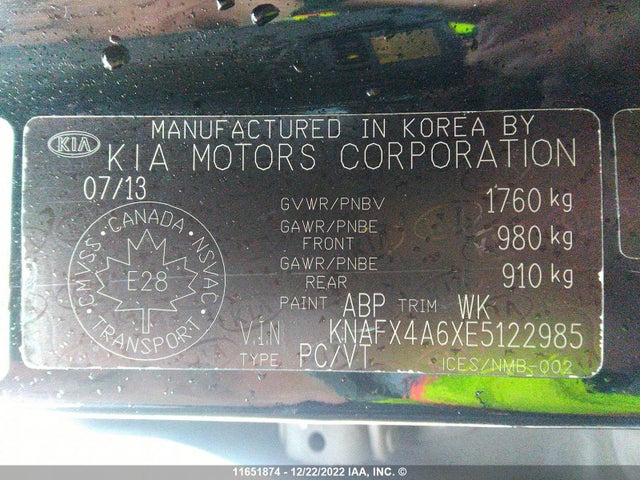 KIA
MANUFACTURED IN KOREA BY
KIA MOTORS CORPORATION
07/13
GVWR/PNBV 1760 kg
GAWR/PNBE FRONT 980 kg
GAWR/PNBE REAR 910 kg
PAINT ABP TRIM WK
V.I.N KNAFX4A6XE5122985
TYPE PC/VT
ICES/NMB-002
CANADA
CMVSS NSVAC
E28
TRANSPORT
11651874 - 12/22/2022 IAA, INC. ©